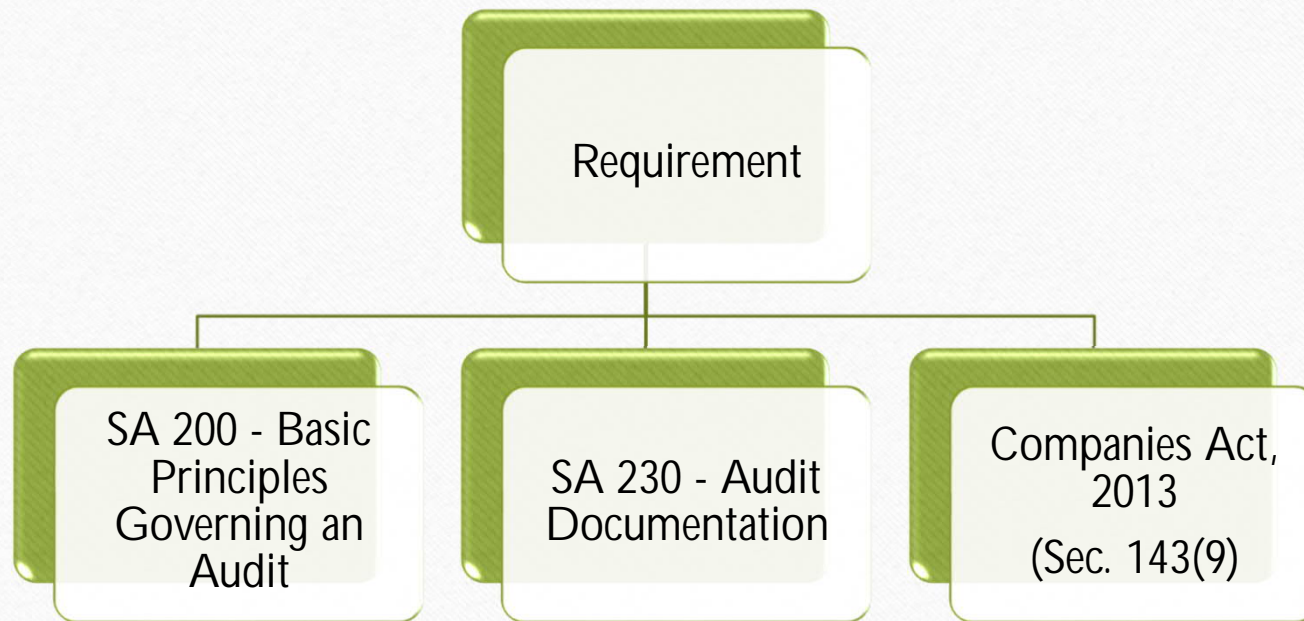 Requirement
SA 200 - Basic
Principles
Governing an
Audit
SA 230 - Audit
Documentation
Companies Act,
2013
(Sec. 143(9)